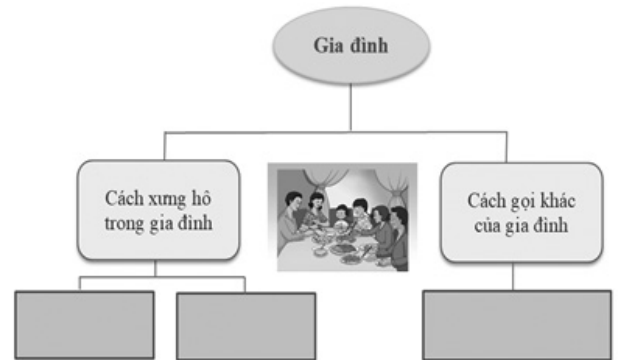 Gia đình
Cách xưng hô
trong gia đình
Cách gọi khác
của gia đình